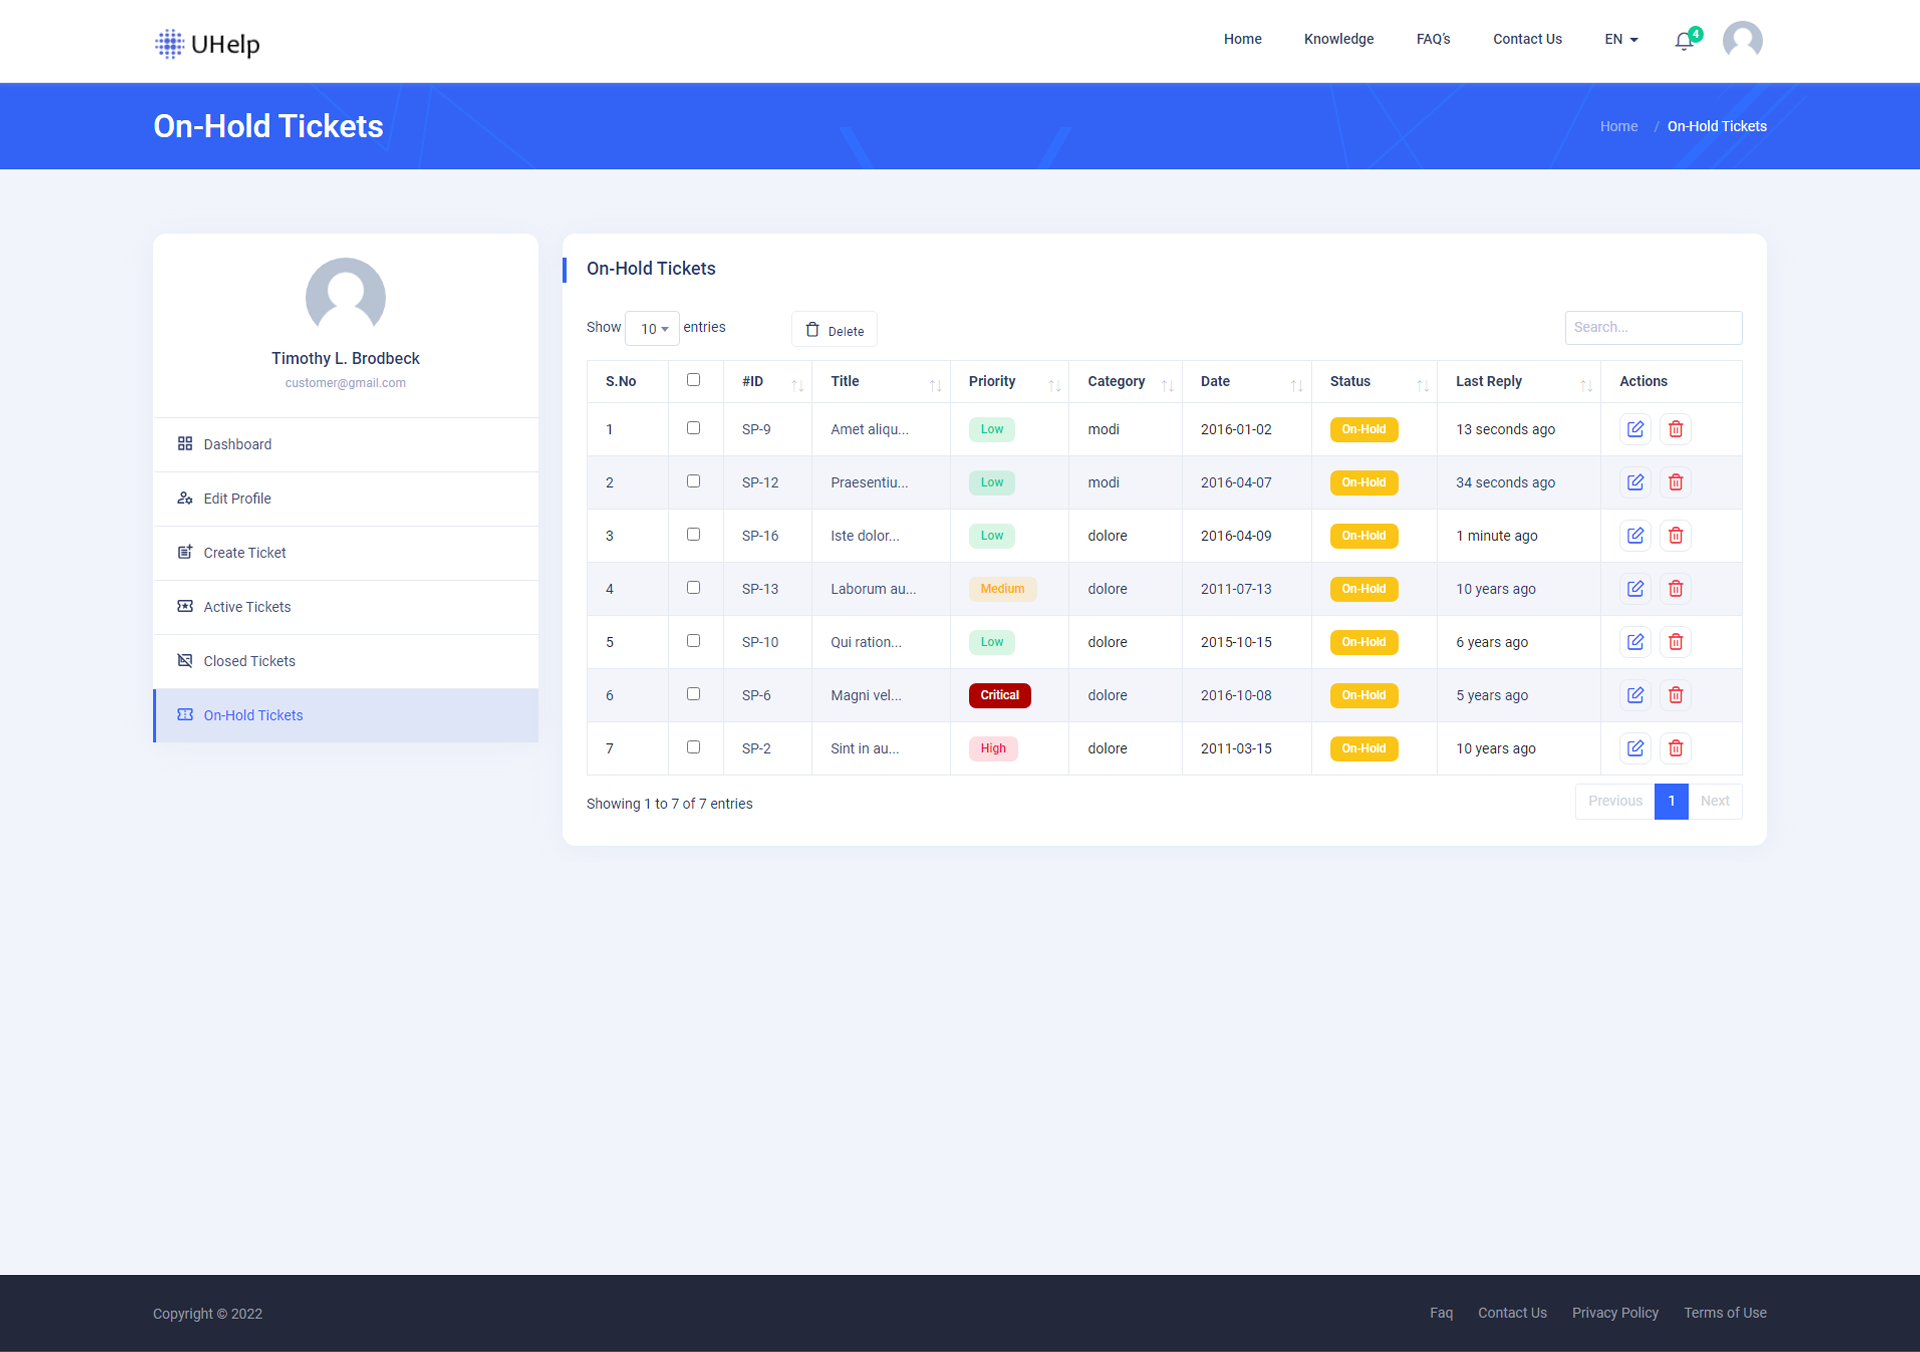 UHelp
Home Knowledge FAQ's Contact Us EN 4
On-Hold Tickets
Home / On-Hold Tickets
Timothy L. Brodbeck
customer@gmail.com
Dashboard
Edit Profile
Create Ticket
Active Tickets
Closed Tickets
On-Hold Tickets
On-Hold Tickets
Show 10 entries Delete Search...
S.No #ID Title Priority Category Date Status Last Reply Actions
1 SP-9 Amet aliqu... Low modi 2016-01-02 On-Hold 13 seconds ago
2 SP-12 Praesentiu... Low modi 2016-04-07 On-Hold 34 seconds ago
3 SP-16 Iste dolor... Low dolore 2016-04-09 On-Hold 1 minute ago
4 SP-13 Laborum au... Medium dolore 2011-07-13 On-Hold 10 years ago
5 SP-10 Qui ration... Low dolore 2015-10-15 On-Hold 6 years ago
6 SP-6 Magni vel... Critical dolore 2016-10-08 On-Hold 5 years ago
7 SP-2 Sint in au... High dolore 2011-03-15 On-Hold 10 years ago
Showing 1 to 7 of 7 entries
Previous 1 Next
Copyright © 2022
Faq Contact Us Privacy Policy Terms of Use